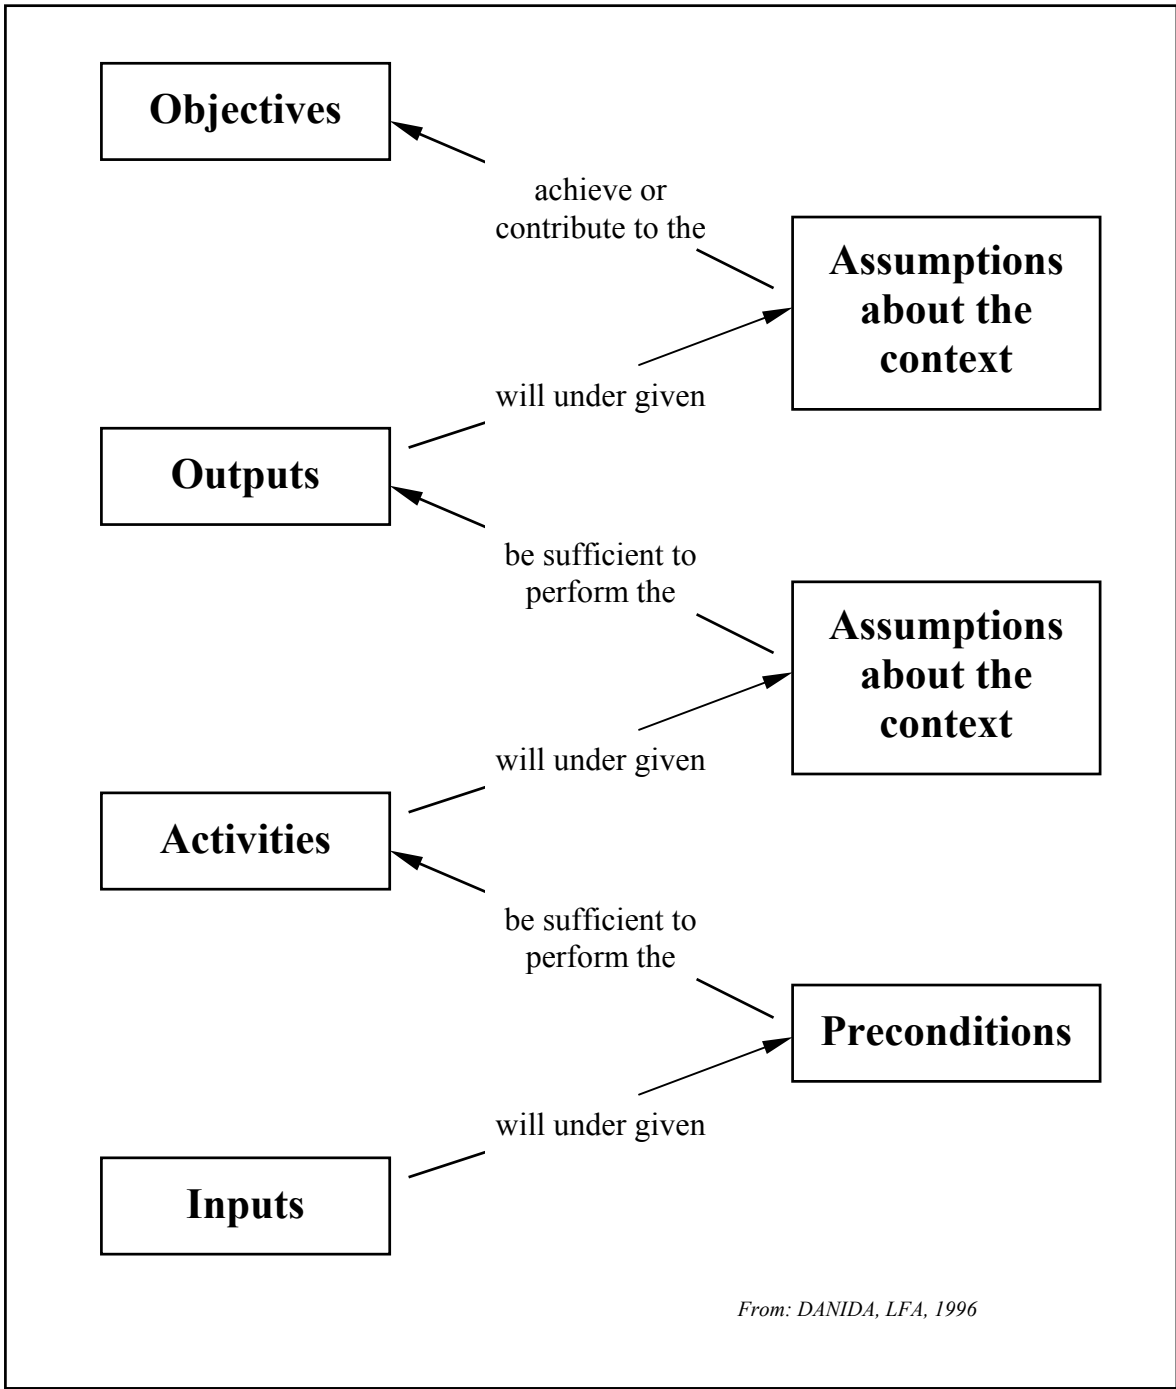 Objectives
achieve or
contribute to the
Assumptions
about the
context
will under given
Outputs
be sufficient to
perform the
Assumptions
about the
context
will under given
Activities
be sufficient to
perform the
Preconditions
will under given
Inputs
From: DANIDA, LFA, 1996